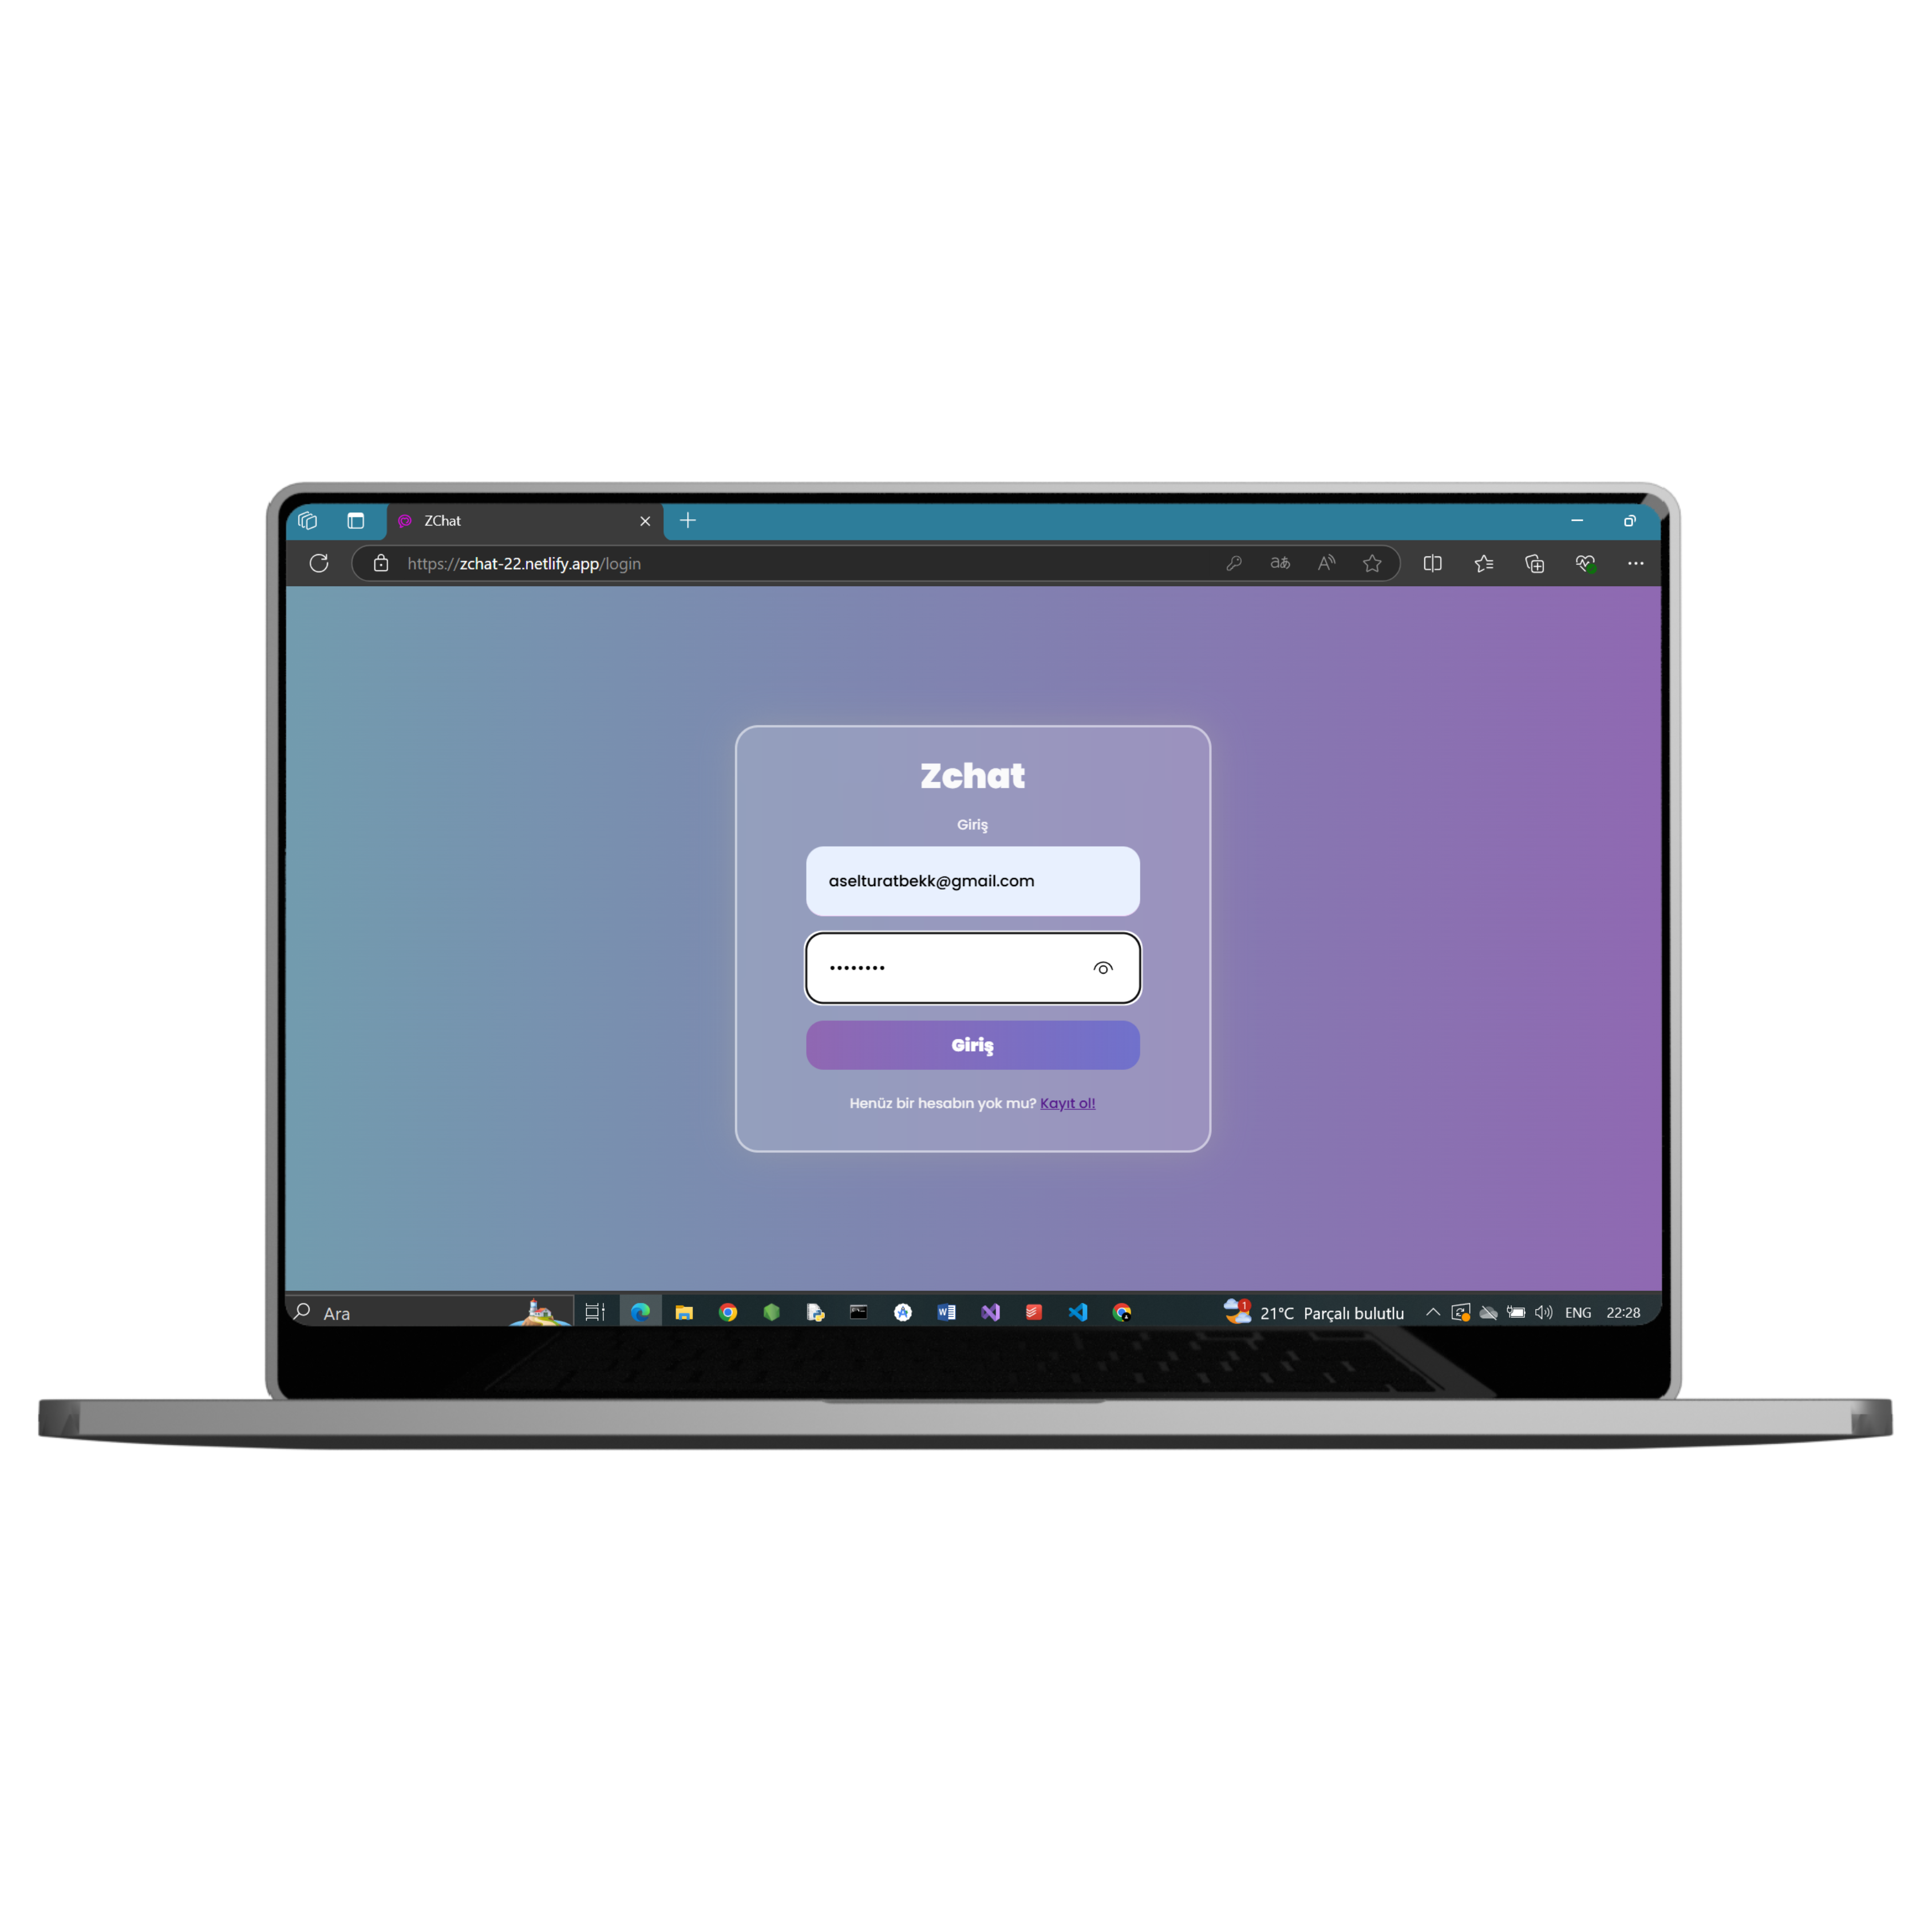 ZChat
https://zchat-22.netlify.app/login
Zchat
Giriş
aselturatbekk@gmail.com
Giriş
Henüz bir hesabın yok mu? Kayıt ol!
Ara
1
21°C Parçalı bulutlu
ENG
22:28